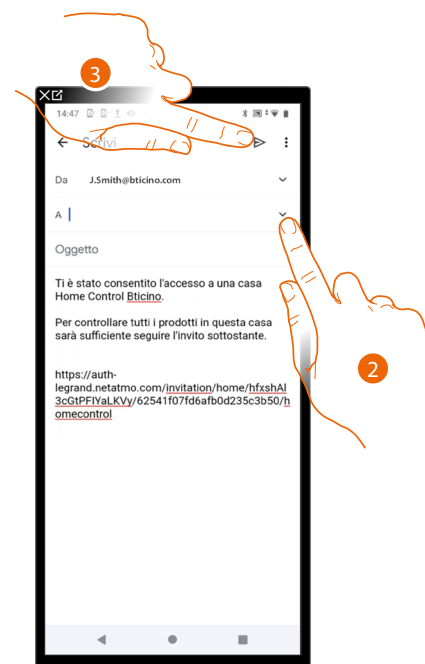 3
14:47
Scrivi
Da J.Smith@bticino.com
A
Oggetto
Ti è stato consentito l'accesso a una casa
Home Control Bticino.
Per controllare tutti i prodotti in questa casa
sarà sufficiente seguire l'invito sottostante.
https://auth-
legrand.netatmo.com/invitation/home/hfxshAl
3cGtPFIYaLKVy/62541f07fd6afb0d235c3b50/h
omecontrol
2